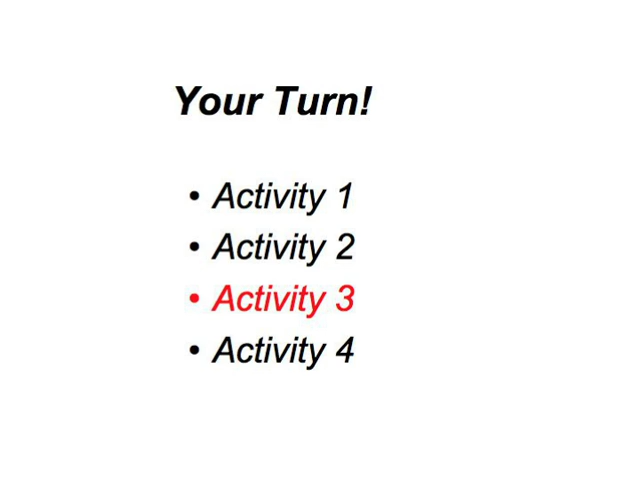 Your Turn!
• Activity 1
• Activity 2
• Activity 3
• Activity 4